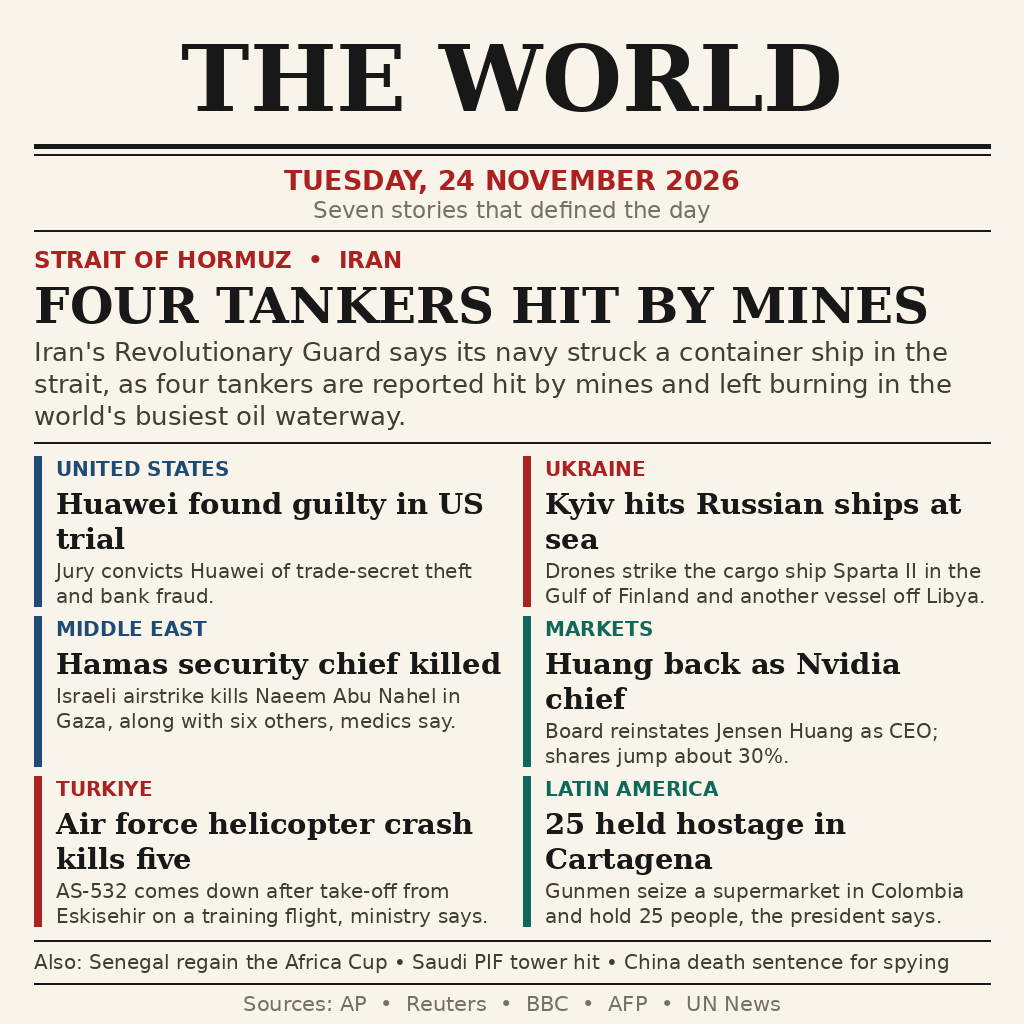 THE WORLD
TUESDAY, 24 NOVEMBER 2026
Seven stories that defined the day
STRAIT OF HORMUZ • IRAN
FOUR TANKERS HIT BY MINES
Iran's Revolutionary Guard says its navy struck a container ship in the
strait, as four tankers are reported hit by mines and left burning in the
world's busiest oil waterway.
UNITED STATES
Huawei found guilty in US
trial
Jury convicts Huawei of trade-secret theft
and bank fraud.
UKRAINE
Kyiv hits Russian ships at
sea
Drones strike the cargo ship Sparta II in the
Gulf of Finland and another vessel off Libya.
MIDDLE EAST
Hamas security chief killed
Israeli airstrike kills Naeem Abu Nahel in
Gaza, along with six others, medics say.
MARKETS
Huang back as Nvidia
chief
Board reinstates Jensen Huang as CEO;
shares jump about 30%.
TURKIYE
Air force helicopter crash
kills five
AS-532 comes down after take-off from
Eskisehir on a training flight, ministry says.
LATIN AMERICA
25 held hostage in
Cartagena
Gunmen seize a supermarket in Colombia
and hold 25 people, the president says.
Also: Senegal regain the Africa Cup • Saudi PIF tower hit • China death sentence for spying
Sources: AP • Reuters • BBC • AFP • UN News